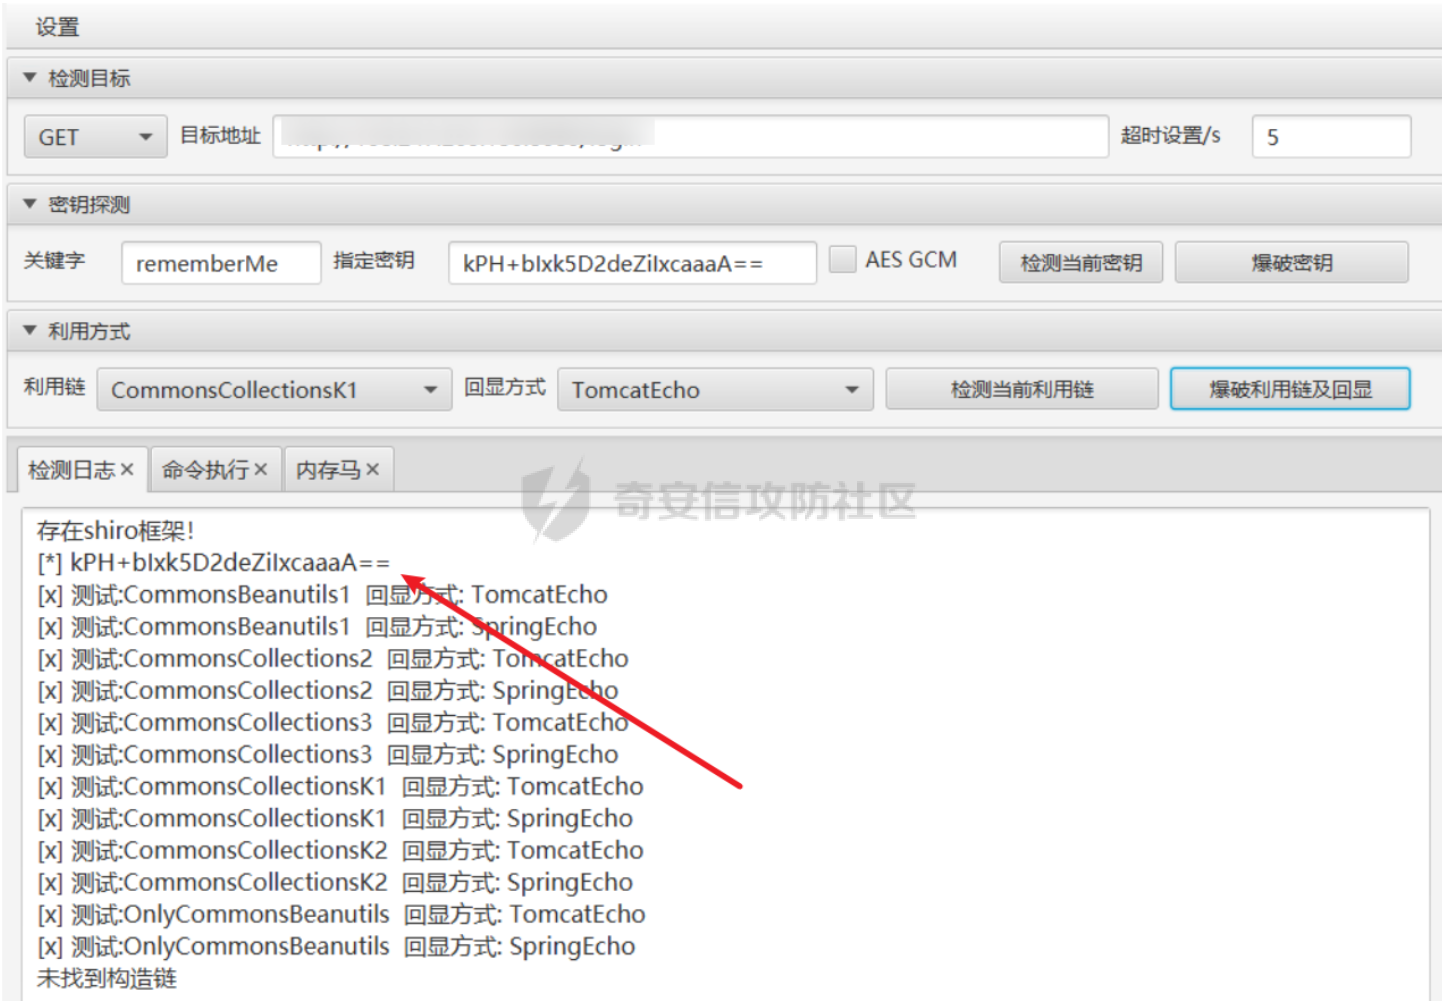 设置
检测目标
GET 目标地址 超时设置/s 5
密钥探测
关键字 rememberMe 指定密钥 kPH+bIxk5D2deZiIxcaaaA== AES GCM 检测当前密钥 爆破密钥
利用方式
利用链 CommonsCollectionsK1 回显方式 TomcatEcho 检测当前利用链 爆破利用链及回显
检测日志× 命令执行× 内存马×
奇安信攻防社区
存在shiro框架!
[*] kPH+bIxk5D2deZiIxcaaaA==
[x] 测试:CommonsBeanutils1 回显方式: TomcatEcho
[x] 测试:CommonsBeanutils1 回显方式: SpringEcho
[x] 测试:CommonsCollections2 回显方式: TomcatEcho
[x] 测试:CommonsCollections2 回显方式: SpringEcho
[x] 测试:CommonsCollections3 回显方式: TomcatEcho
[x] 测试:CommonsCollections3 回显方式: SpringEcho
[x] 测试:CommonsCollectionsK1 回显方式: TomcatEcho
[x] 测试:CommonsCollectionsK1 回显方式: SpringEcho
[x] 测试:CommonsCollectionsK2 回显方式: TomcatEcho
[x] 测试:CommonsCollectionsK2 回显方式: SpringEcho
[x] 测试:OnlyCommonsBeanutils 回显方式: TomcatEcho
[x] 测试:OnlyCommonsBeanutils 回显方式: SpringEcho
未找到构造链